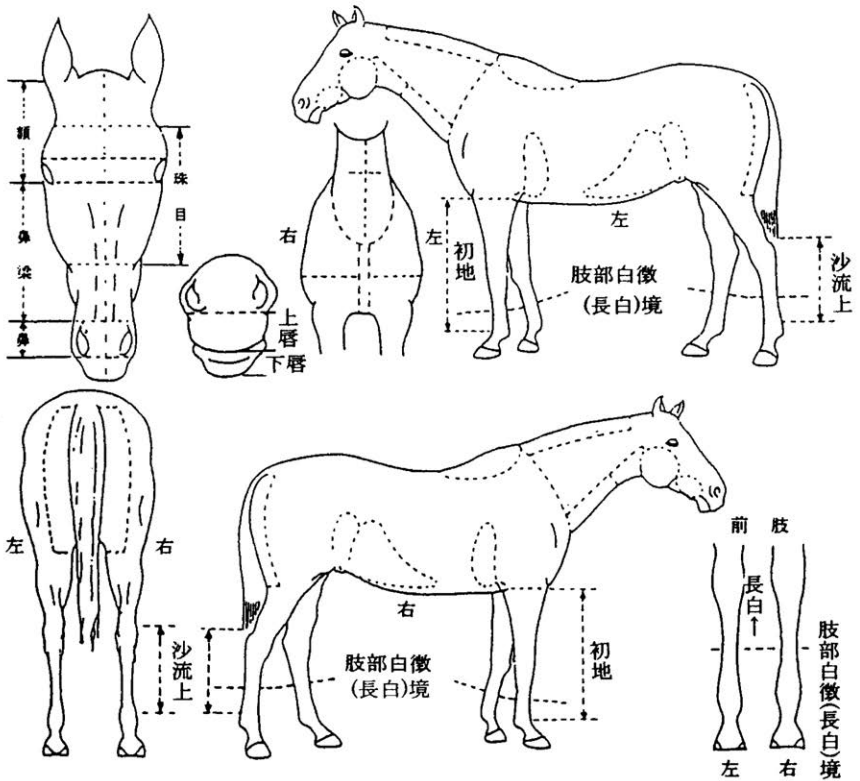 額
珠目
鼻梁
鼻
上唇
下唇
右
左
初地
左
肢部白徴
(長白)境
沙流上
左
右
沙流上
右
肢部白徴
(長白)境
初地
前肢
長白→
肢部白徴(長白)境
左
右